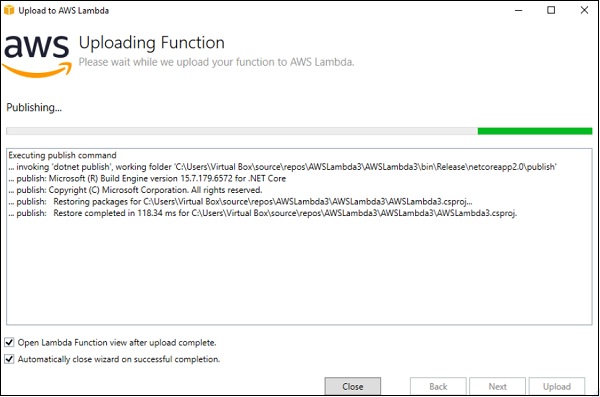 Upload to AWS Lambda
aws
Uploading Function
Please wait while we upload your function to AWS Lambda.
Publishing...
Executing publish command
... invoking 'dotnet publish', working folder 'C:\Users\Virtual Box\source\repos\AWSLambda3\AWSLambda3\bin\Release\netcoreapp2.0\publish'
... publish: Microsoft (R) Build Engine version 15.7.179.6572 for .NET Core
... publish: Copyright (C) Microsoft Corporation. All rights reserved.
... publish:   Restoring packages for C:\Users\Virtual Box\source\repos\AWSLambda3\AWSLambda3\AWSLambda3.csproj...
... publish:   Restore completed in 118.34 ms for C:\Users\Virtual Box\source\repos\AWSLambda3\AWSLambda3\AWSLambda3.csproj.
Open Lambda Function view after upload complete.
Automatically close wizard on successful completion.
Close Back Next Upload